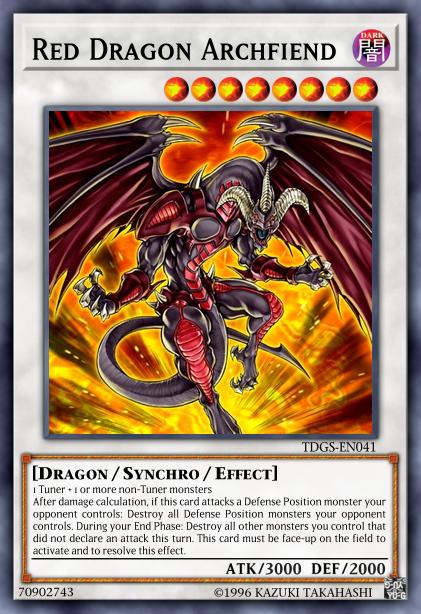 RED DRAGON ARCHFIEND
DARK
闇
TDGS-EN041
[DRAGON / SYNCHRO / EFFECT]
1 Tuner + 1 or more non-Tuner monsters
After damage calculation, if this card attacks a Defense Position monster your
opponent controls: Destroy all Defense Position monsters your opponent
controls. During your End Phase: Destroy all other monsters you control that
did not declare an attack this turn. This card must be face-up on the field to
activate and to resolve this effect.
ATK/3000 DEF/2000
70902743
©1996 KAZUKI TAKAHASHI